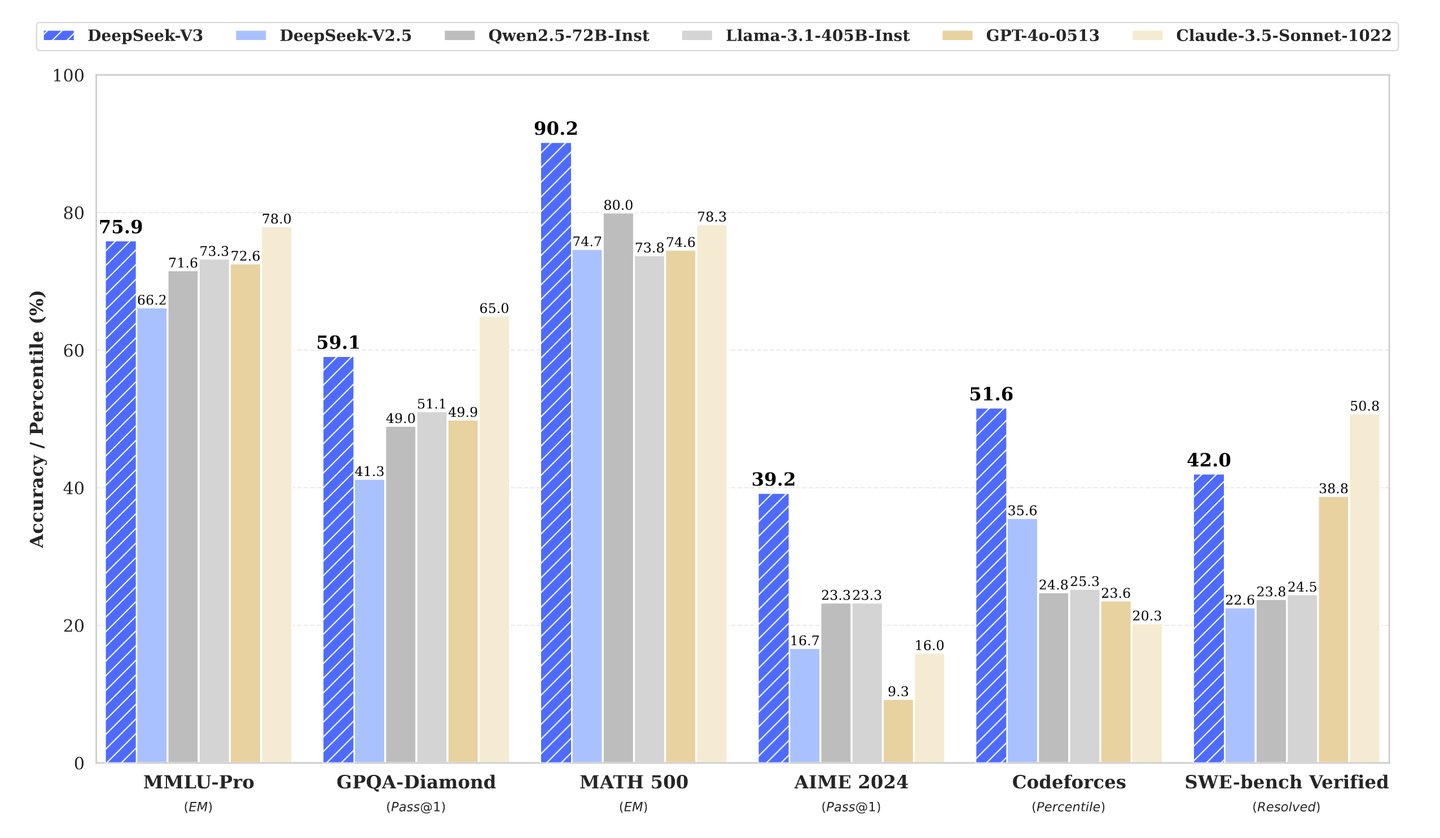 DeepSeek-V3 DeepSeek-V2.5 Qwen2.5-72B-Inst Llama-3.1-405B-Inst GPT-4o-0513 Claude-3.5-Sonnet-1022
Accuracy / Percentile (%)
100
80
60
40
20
0
75.9 66.2 71.6 73.3 72.6 78.0
59.1 41.3 49.0 51.1 49.9 65.0
90.2 74.7 80.0 73.8 74.6 78.3
39.2 16.7 23.3 23.3 9.3 16.0
51.6 35.6 24.8 25.3 23.6 20.3
42.0 22.6 23.8 24.5 38.8 50.8
MMLU-Pro GPQA-Diamond MATH 500 AIME 2024 Codeforces SWE-bench Verified
(EM) (Pass@1) (EM) (Pass@1) (Percentile) (Resolved)